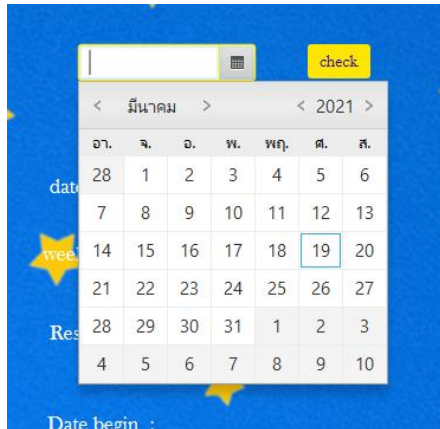 check
< มีนาคม > < 2021 >
อา. จ. อ. พ. พฤ. ศ. ส.
28 1 2 3 4 5 6
7 8 9 10 11 12 13
14 15 16 17 18 19 20
21 22 23 24 25 26 27
28 29 30 31 1 2 3
4 5 6 7 8 9 10
date
wee
Res
Date begin :